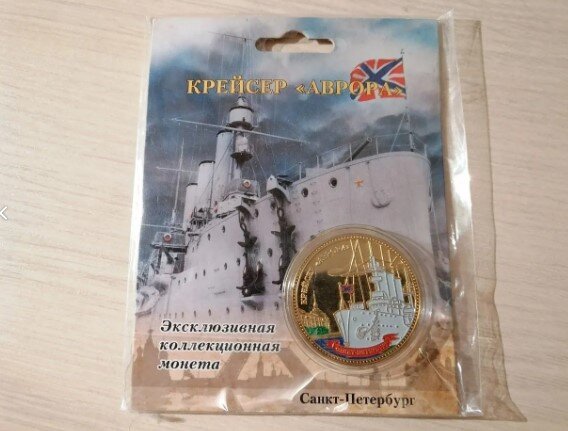 КРЕЙСЕР «АВРОРА»
Эксклюзивная
коллекционная
монета
Санкт-Петербург